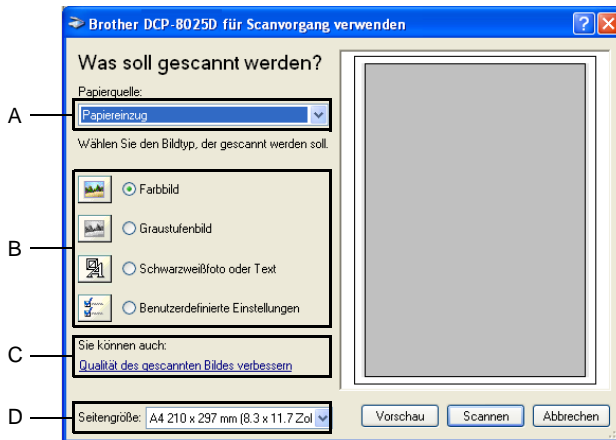 Brother DCP-8025D für Scanvorgang verwenden
Was soll gescannt werden?
Papierquelle:
A
Papiereinzug
Wählen Sie den Bildtyp, der gescannt werden soll.
B
Farbbild
Graustufenbild
Schwarzweißfoto oder Text
Benutzerdefinierte Einstellungen
C
Sie können auch:
Qualität des gescannten Bildes verbessern
D
Seitengröße: A4 210 x 297 mm (8.3 x 11.7 Zol
Vorschau Scannen Abbrechen